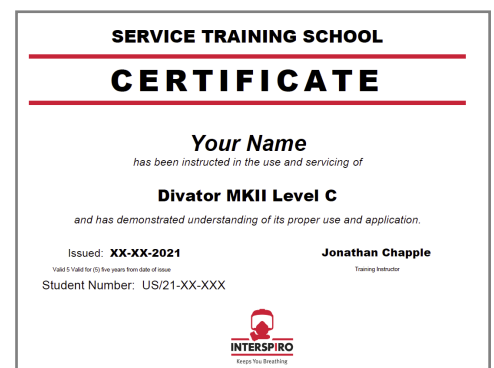 SERVICE TRAINING SCHOOL
CERTIFICATE
Your Name
has been instructed in the use and servicing of
Divator MKII Level C
and has demonstrated understanding of its proper use and application.
Issued: XX-XX-2021
Jonathan Chapple
Valid 5 Valid for (5) five years from date of issue
Training Instructor
Student Number: US/21-XX-XXX
INTERSPIRO
Keeps You Breathing